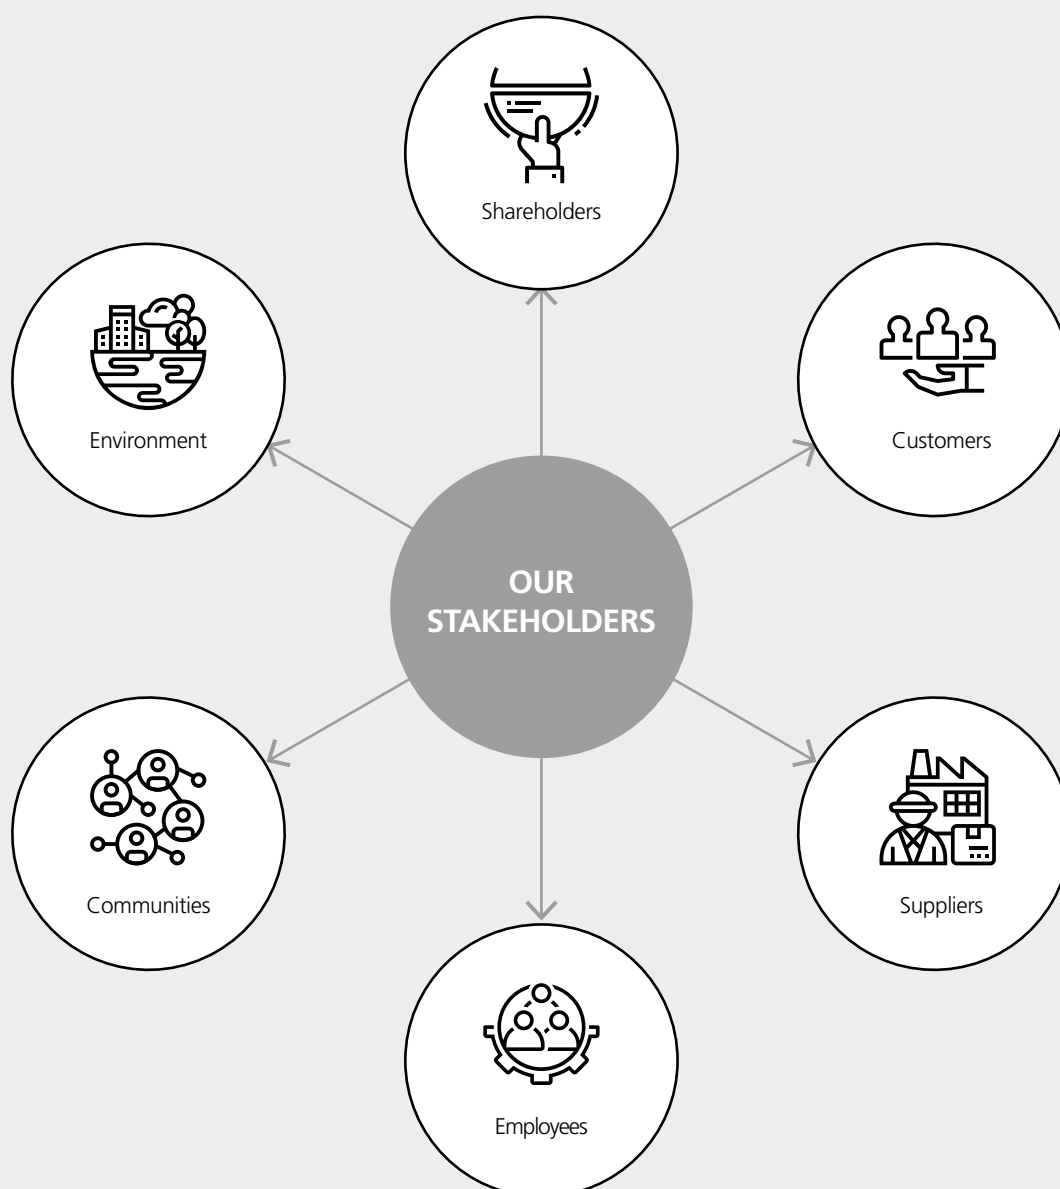 Shareholders
Environment
Customers
OUR
STAKEHOLDERS
Communities
Suppliers
Employees